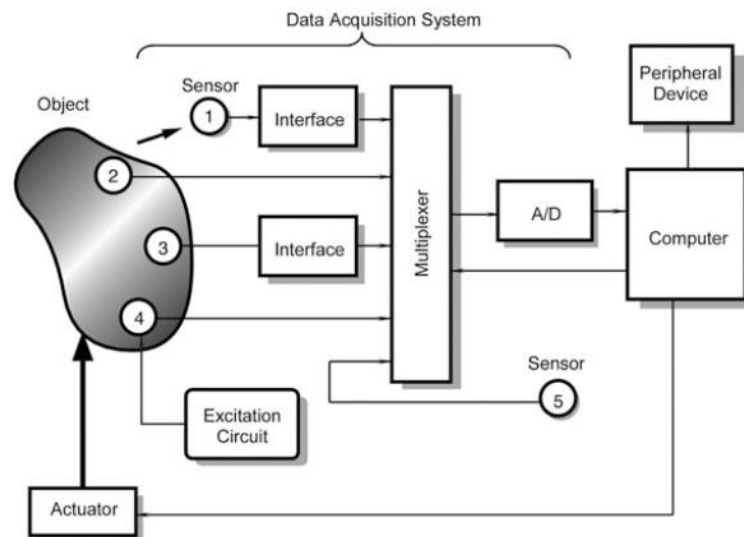 Data Acquisition System
Object
Sensor
1
Interface
2
3
Interface
4
Excitation
Circuit
Actuator
Multiplexer
A/D
Sensor
5
Peripheral
Device
Computer